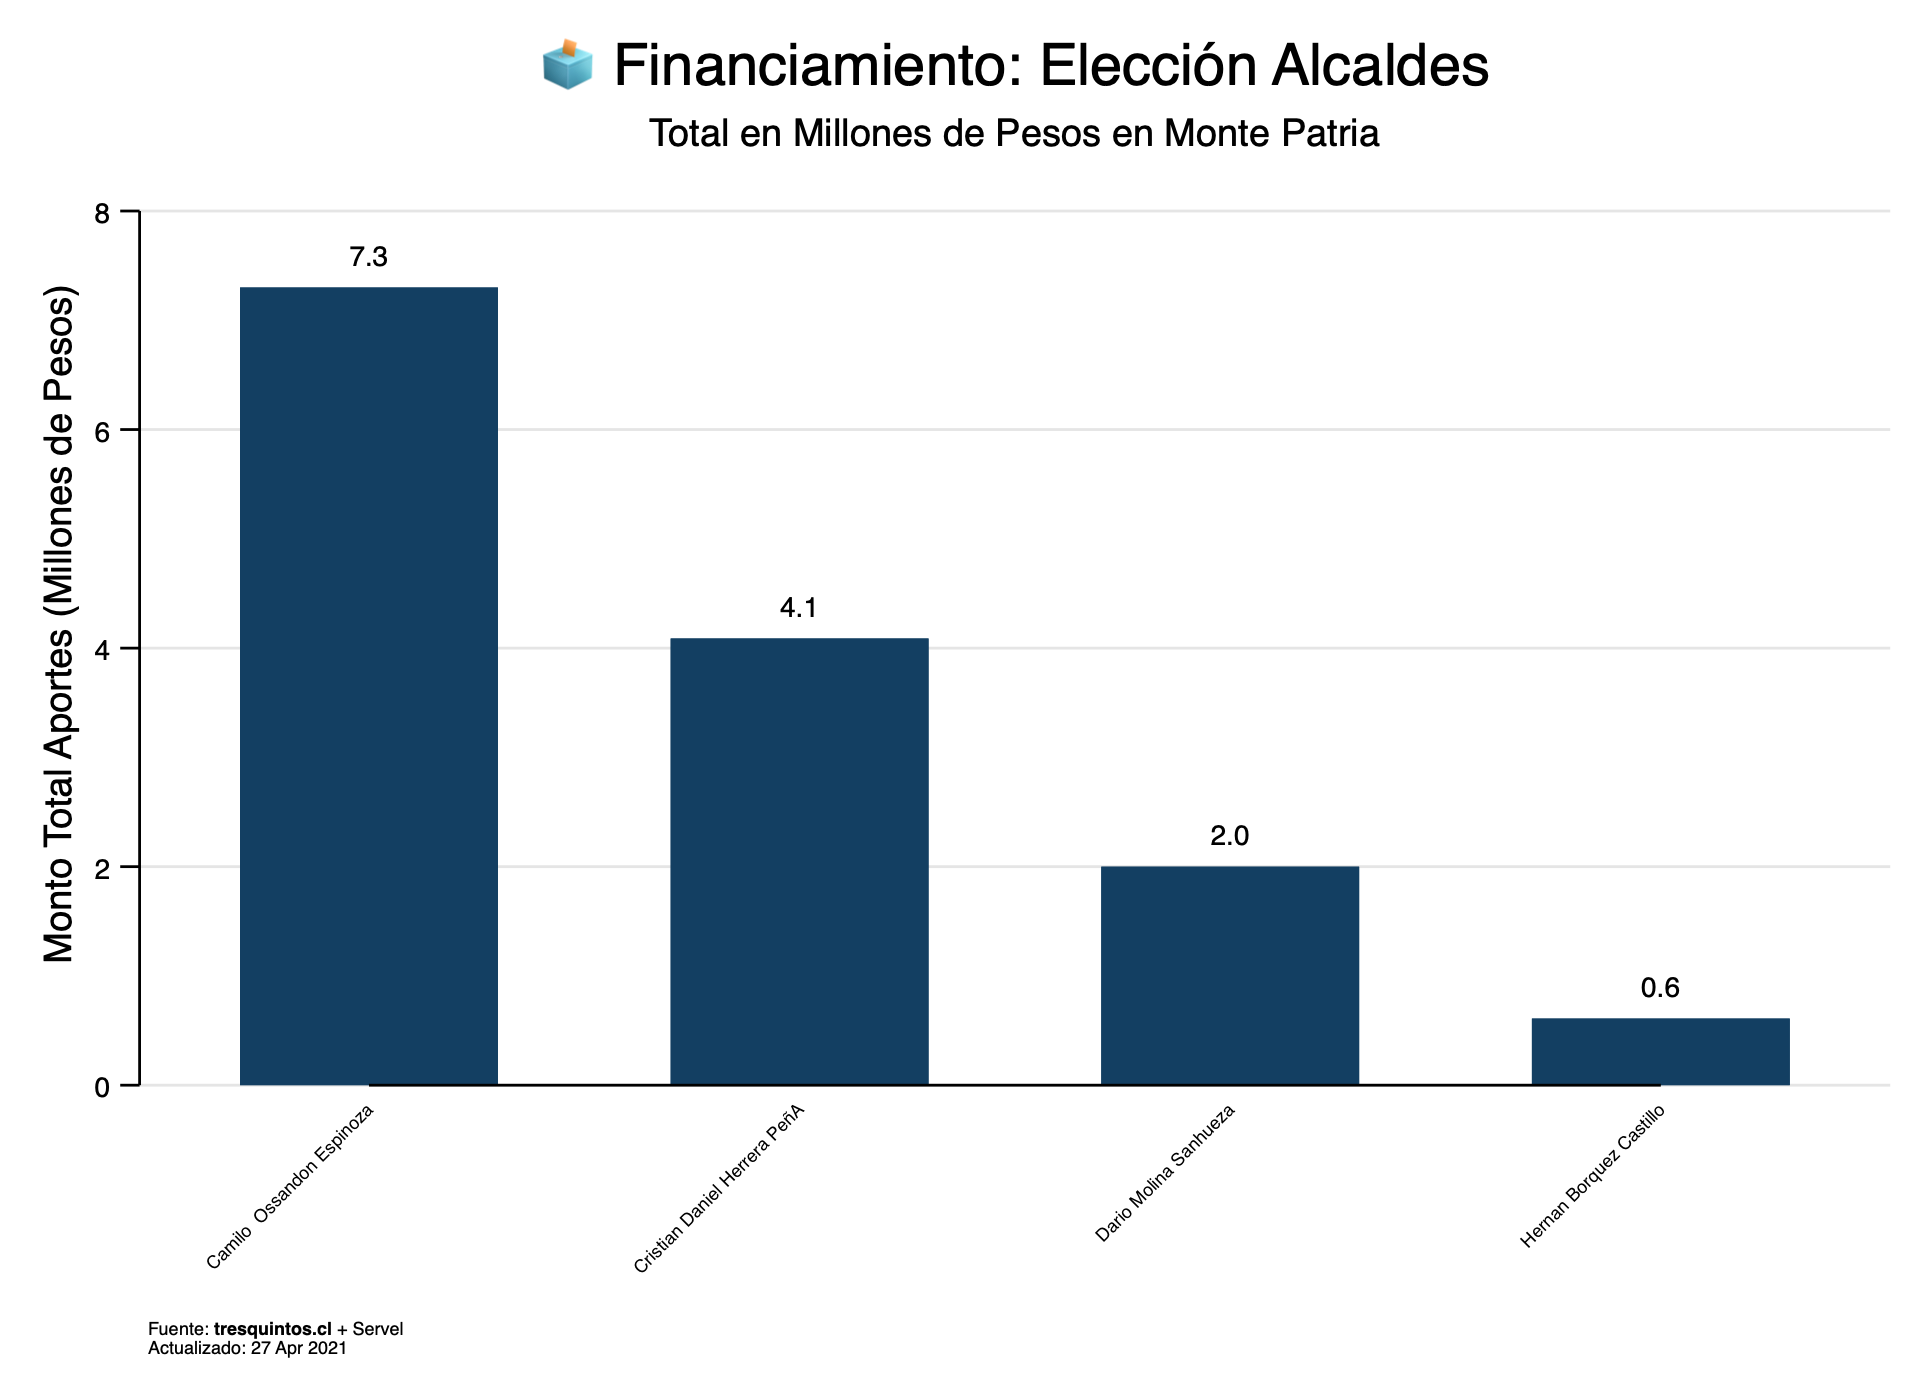 Financiamiento: Elección Alcaldes
Total en Millones de Pesos en Monte Patria
Monto Total Aportes (Millones de Pesos)
8
6
4
2
0
7.3
4.1
2.0
0.6
Camilo  Ossandon Espinoza
Cristian Daniel Herrera PeñA
Dario Molina Sanhueza
Hernan Borquez Castillo
Fuente: tresquintos.cl + Servel
Actualizado: 27 Apr 2021